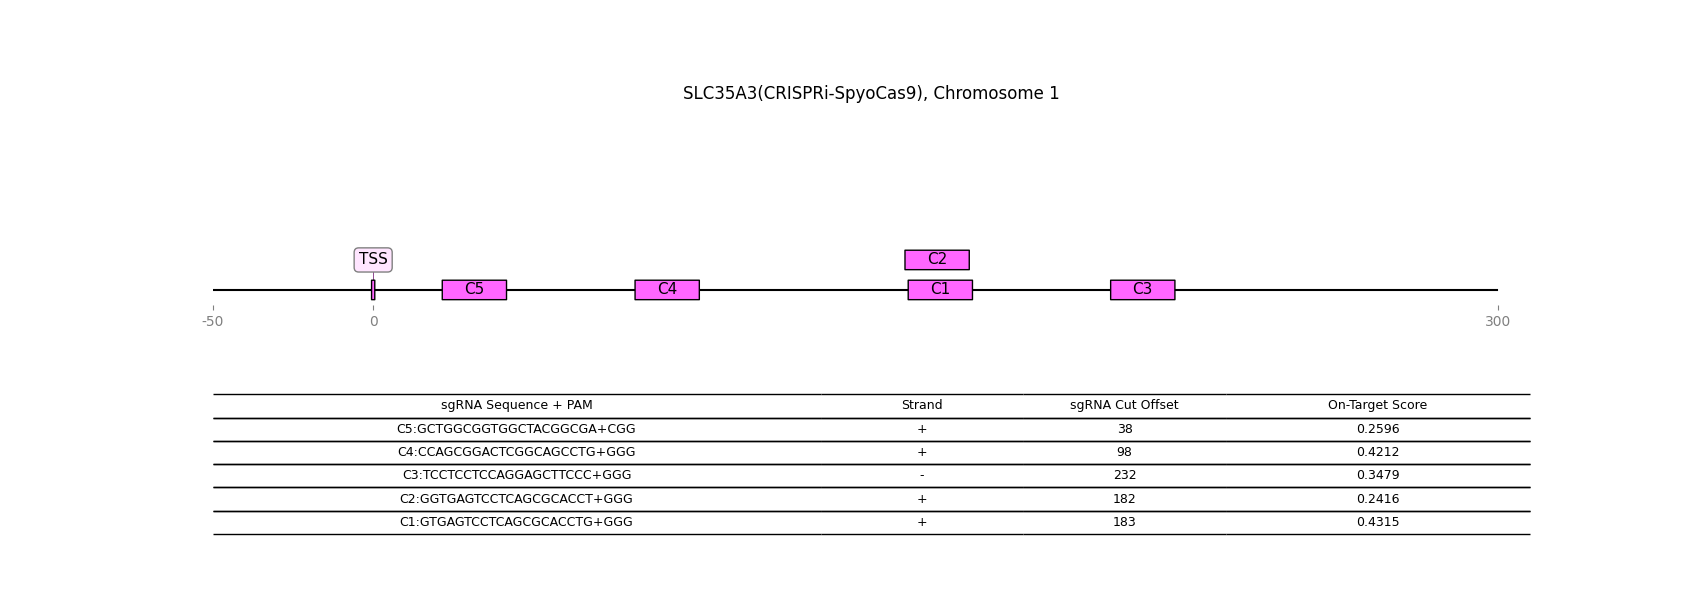 SLC35A3(CRISPRi-SpyoCas9), Chromosome 1
C2
TSS
C5 C4 C1 C3
-50 0 300
sgRNA Sequence + PAM Strand sgRNA Cut Offset On-Target Score
C5:GCTGGCGGTGGCTACGGCGA+CGG + 38 0.2596
C4:CCAGCGGACTCGGCAGCCTG+GGG + 98 0.4212
C3:TCCTCCTCCAGGAGCTTCCC+GGG - 232 0.3479
C2:GGTGAGTCCTCAGCGCACCT+GGG + 182 0.2416
C1:GTGAGTCCTCAGCGCACCTG+GGG + 183 0.4315